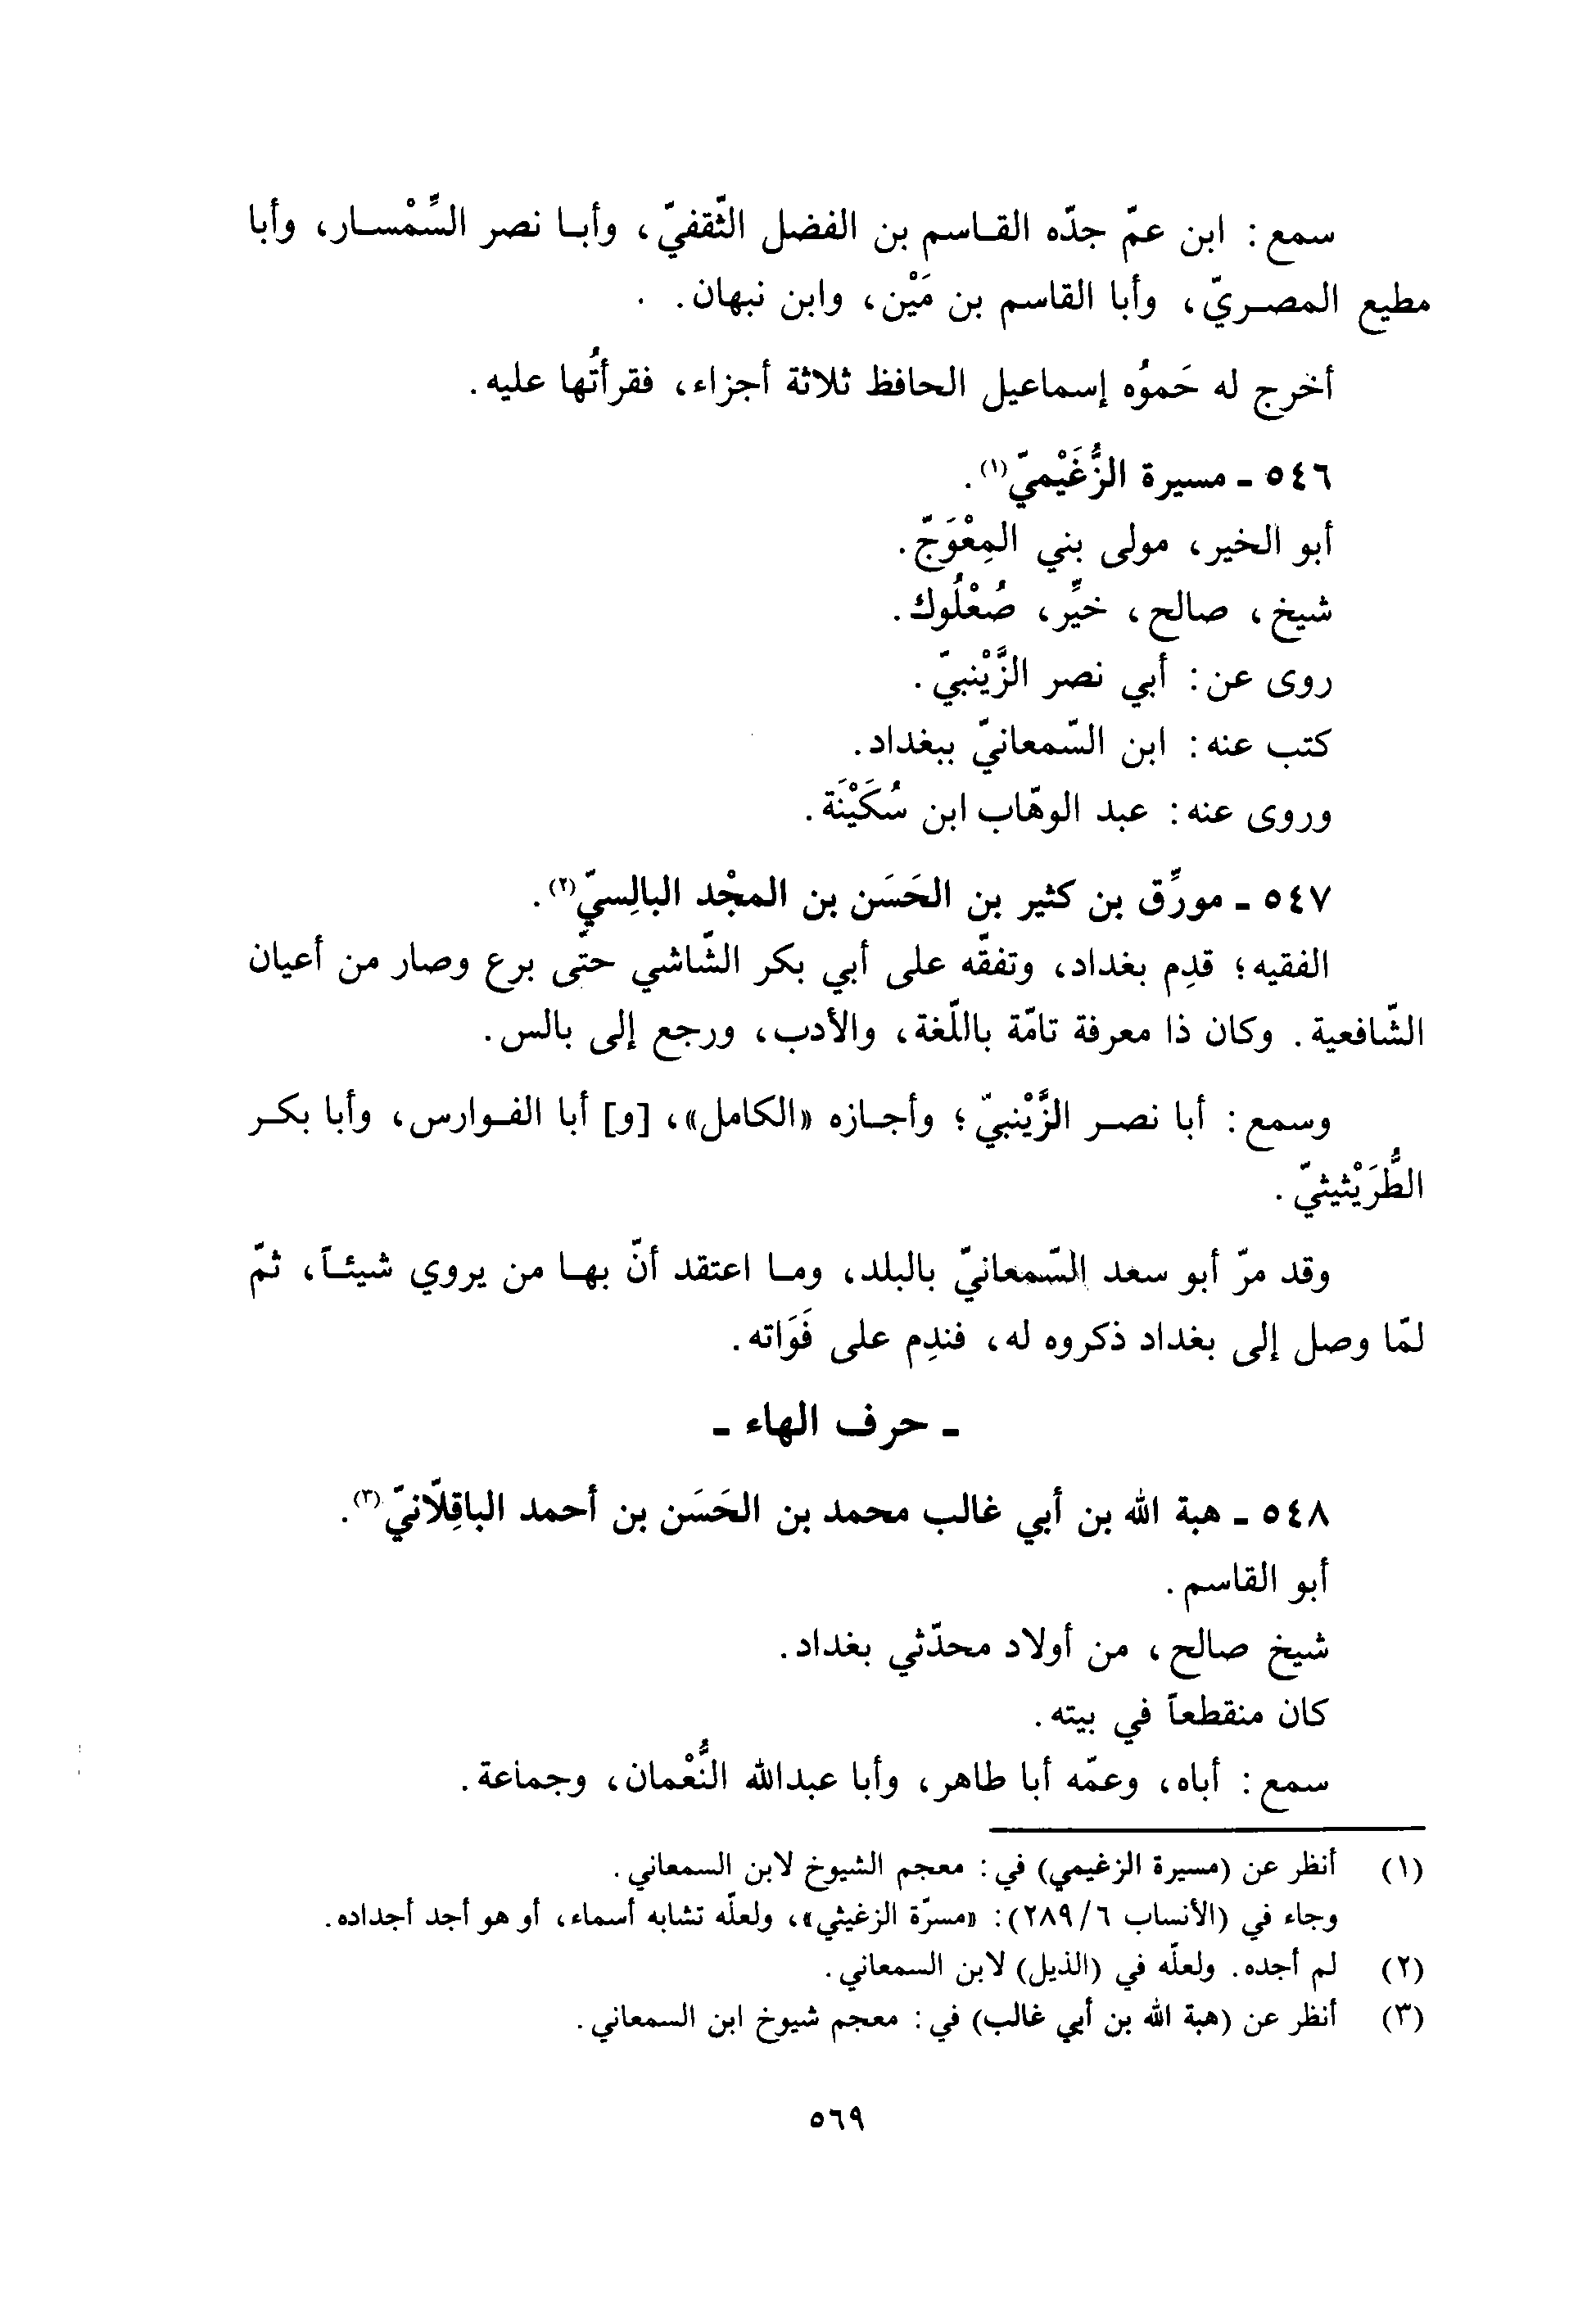 سمع : ابن عمّ جدّه القاسم بن الفضل الثّقفيّ، وأبا نصر السِّمْسار، وأبا
مطيع المصريّ، وأبا القاسم بن مَيْن، وابن نبهان.
أخرج له حَموُه إسماعيل الحافظ ثلاثة أجزاء، فقرأتُها عليه.
٥٤٦ - مسيرة الزُّغَيْميّ(١).
أبو الخير، مولى بني المِعْوَجّ.
شيخ، صالح، خيِّر، صُعْلُوك.
روى عن: أبي نصر الزَّيْنبيّ.
كتب عنه: ابن السّمعانيّ ببغداد.
وروى عنه: عبد الوهّاب ابن سُكَيْنَة.
٥٤٧ - مورِّق بن كثير بن الحَسَن بن المجْد البالِسيّ(٢).
الفقيه؛ قدِم بغداد، وتفقّه على أبي بكر الشّاشي حتّى برع وصار من أعيان
الشّافعية. وكان ذا معرفة تامّة باللّغة، والأدب، ورجع إلى بالس.
وسمع: أبا نصر الزَّيْنبيّ؛ وأجازه «الكامل»، [و] أبا الفوارس، وأبا بكر
الطُّرَيْثيثيّ.
وقد مرّ أبو سعد السّمعانيّ بالبلد، وما اعتقد أنّ بها من يروي شيئاً، ثمّ
لمّا وصل إلى بغداد ذكروه له، فندِم على فَوَاته.
- حرف الهاء -
٥٤٨ - هبة الله بن أبي غالب محمد بن الحَسَن بن أحمد الباقِلّانيّ(٣).
أبو القاسم.
شيخ صالح، من أولاد محدّثي بغداد.
كان منقطعاً في بيته.
سمع: أباه، وعمّه أبا طاهر، وأبا عبدالله النُّعْمان، وجماعة.
(١) أنظر عن (مسيرة الزغيمي) في: معجم الشيوخ لابن السمعاني.
وجاء في (الأنساب ٢٨٩/٦): «مسرّة الزغيثي»، ولعلّه تشابه أسماء، أو هو أجد أجداده.
(٢) لم أجده. ولعلّه في (الذيل) لابن السمعاني.
(٣) أنظر عن (هبة الله بن أبي غالب) في: معجم شيوخ ابن السمعاني.
٥٦٩